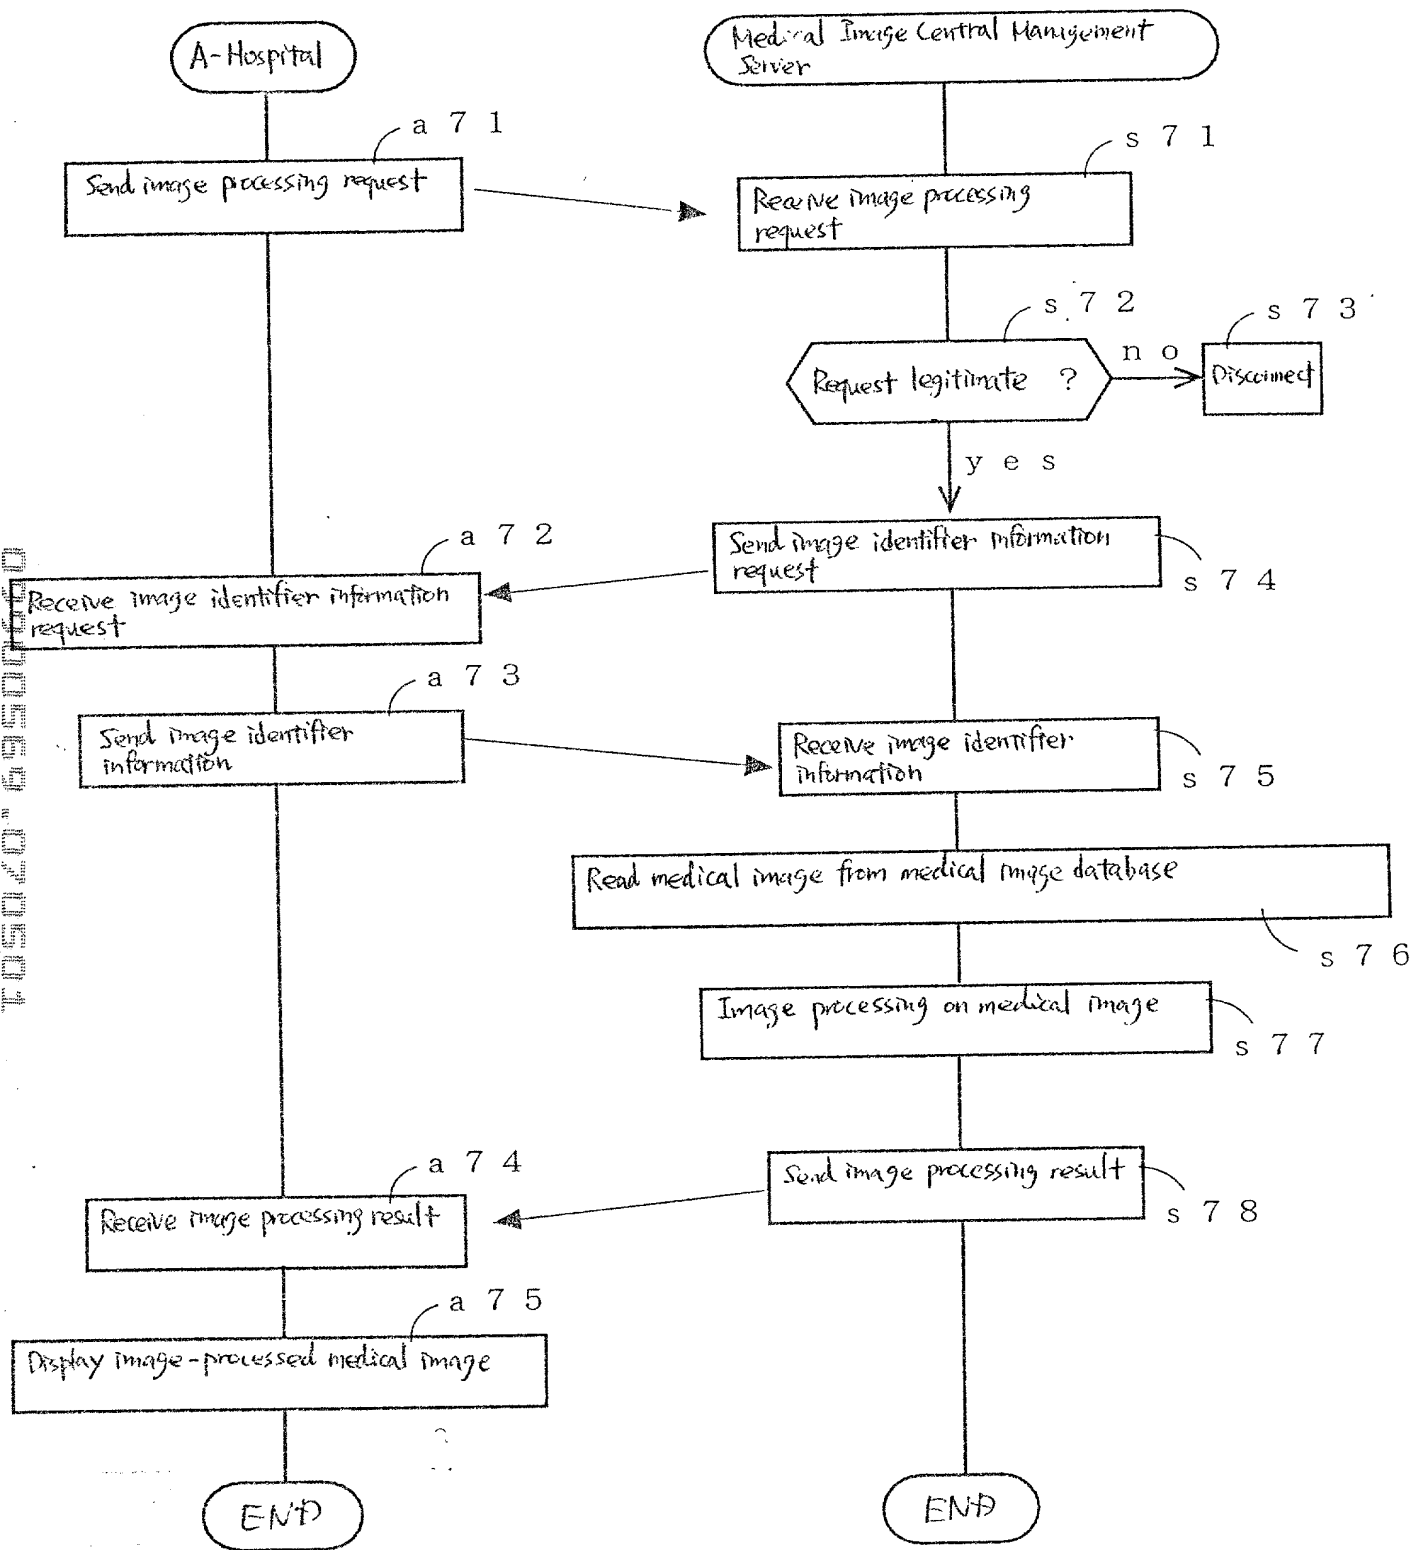 A-Hospital
Medical Image Central Management
Server
a 7 1
s 7 1
Send image processing request
Receive image processing
request
s 7 2
s 7 3
Request legitimate ?
n o
Disconnect
y e s
a 7 2
Send image identifier information
request
s 7 4
Receive image identifier information
request
a 7 3
Send image identifier
information
Receive image identifier
information
s 7 5
Read medical image from medical image database
s 7 6
Image processing on medical image
s 7 7
a 7 4
Send image processing result
s 7 8
Receive image processing result
a 7 5
Display image-processed medical image
END
END